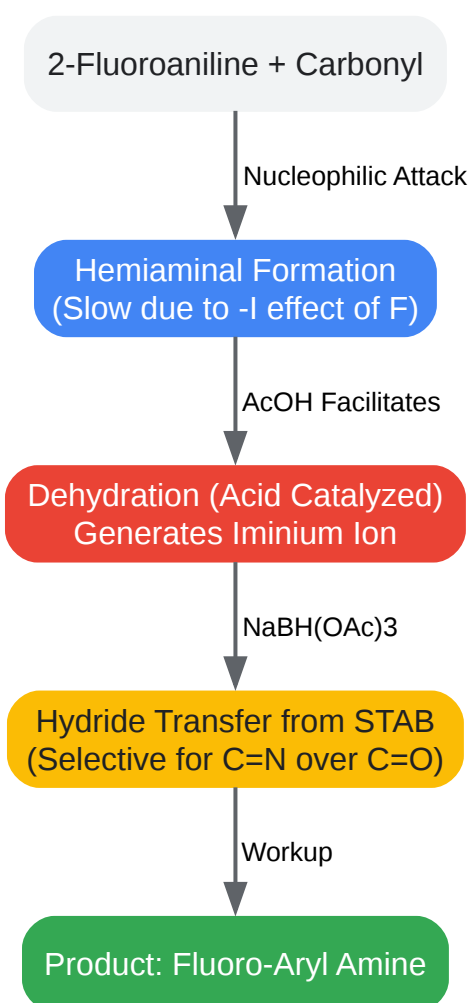 2-Fluoroaniline + Carbonyl
Nucleophilic Attack
Hemiaminal Formation
(Slow due to -I effect of F)
AcOH Facilitates
Dehydration (Acid Catalyzed)
Generates Iminium Ion
NaBH(OAc)3
Hydride Transfer from STAB
(Selective for C=N over C=O)
Workup
Product: Fluoro-Aryl Amine